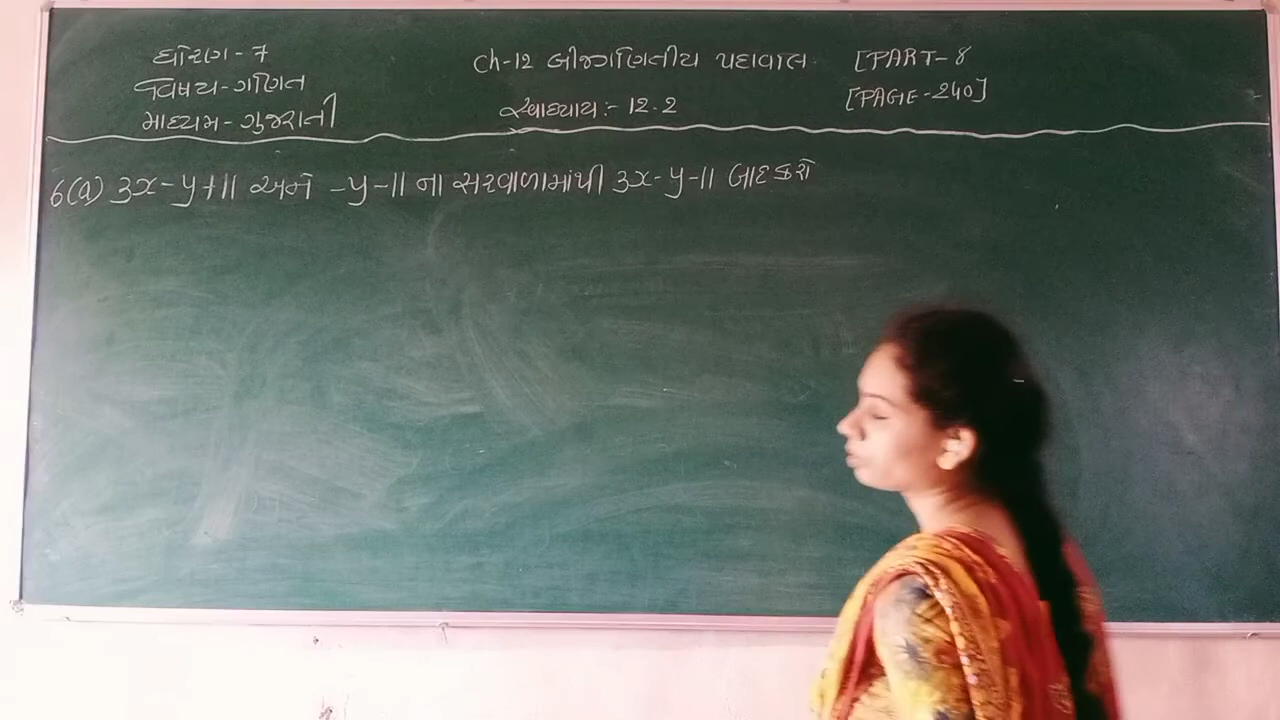 ધોરણ - 7
વિષય - ગણિત
માધ્યમ - ગુજરાતી
Ch-12 બીજગણિતીય પદાવલિ
સ્વાધ્યાય :- 12.2
[PART-8
[PAGE-240]
6(a) 3x-y+11 અને -y-11 ના સરવાળામાંથી 3x-y-11 બાદ કરો